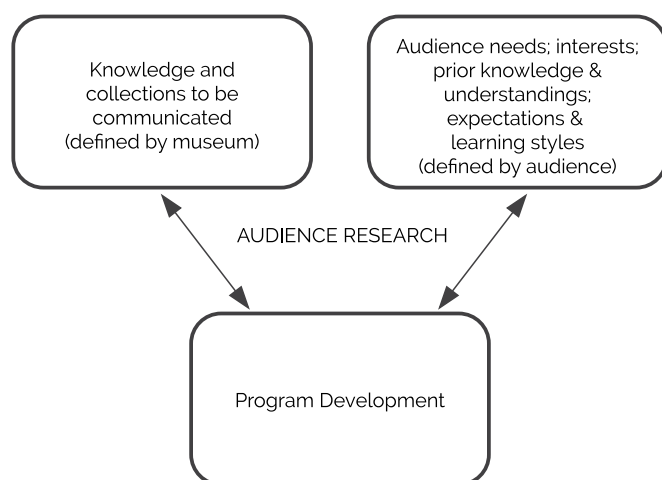 Knowledge and
collections to be
communicated
(defined by museum)
Audience needs; interests;
prior knowledge &
understandings;
expectations &
learning styles
(defined by audience)
AUDIENCE RESEARCH
Program Development